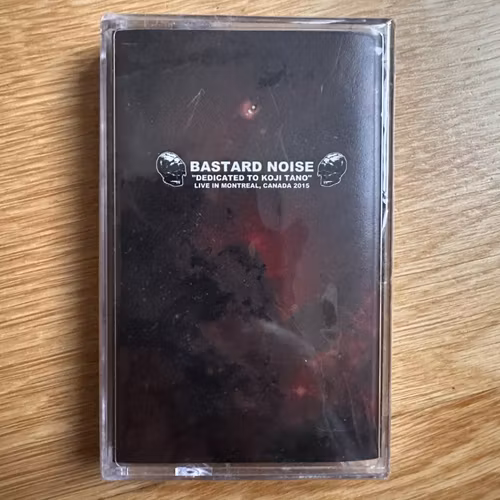 BASTARD NOISE
"DEDICATED TO KOJI TANO"
LIVE IN MONTREAL, CANADA 2015